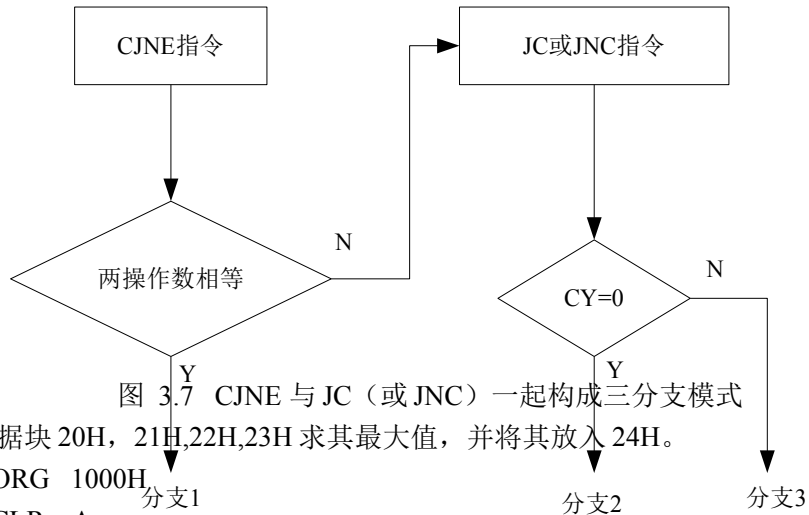 CJNE指令
JC或JNC指令
N
两操作数相等
N
CY=0
Y
Y
图 3.7 CJNE 与 JC（或 JNC）一起构成三分支模式
据块 20H，21H,22H,23H 求其最大值，并将其放入 24H。
ORG 1000H
分支1
分支2
分支3